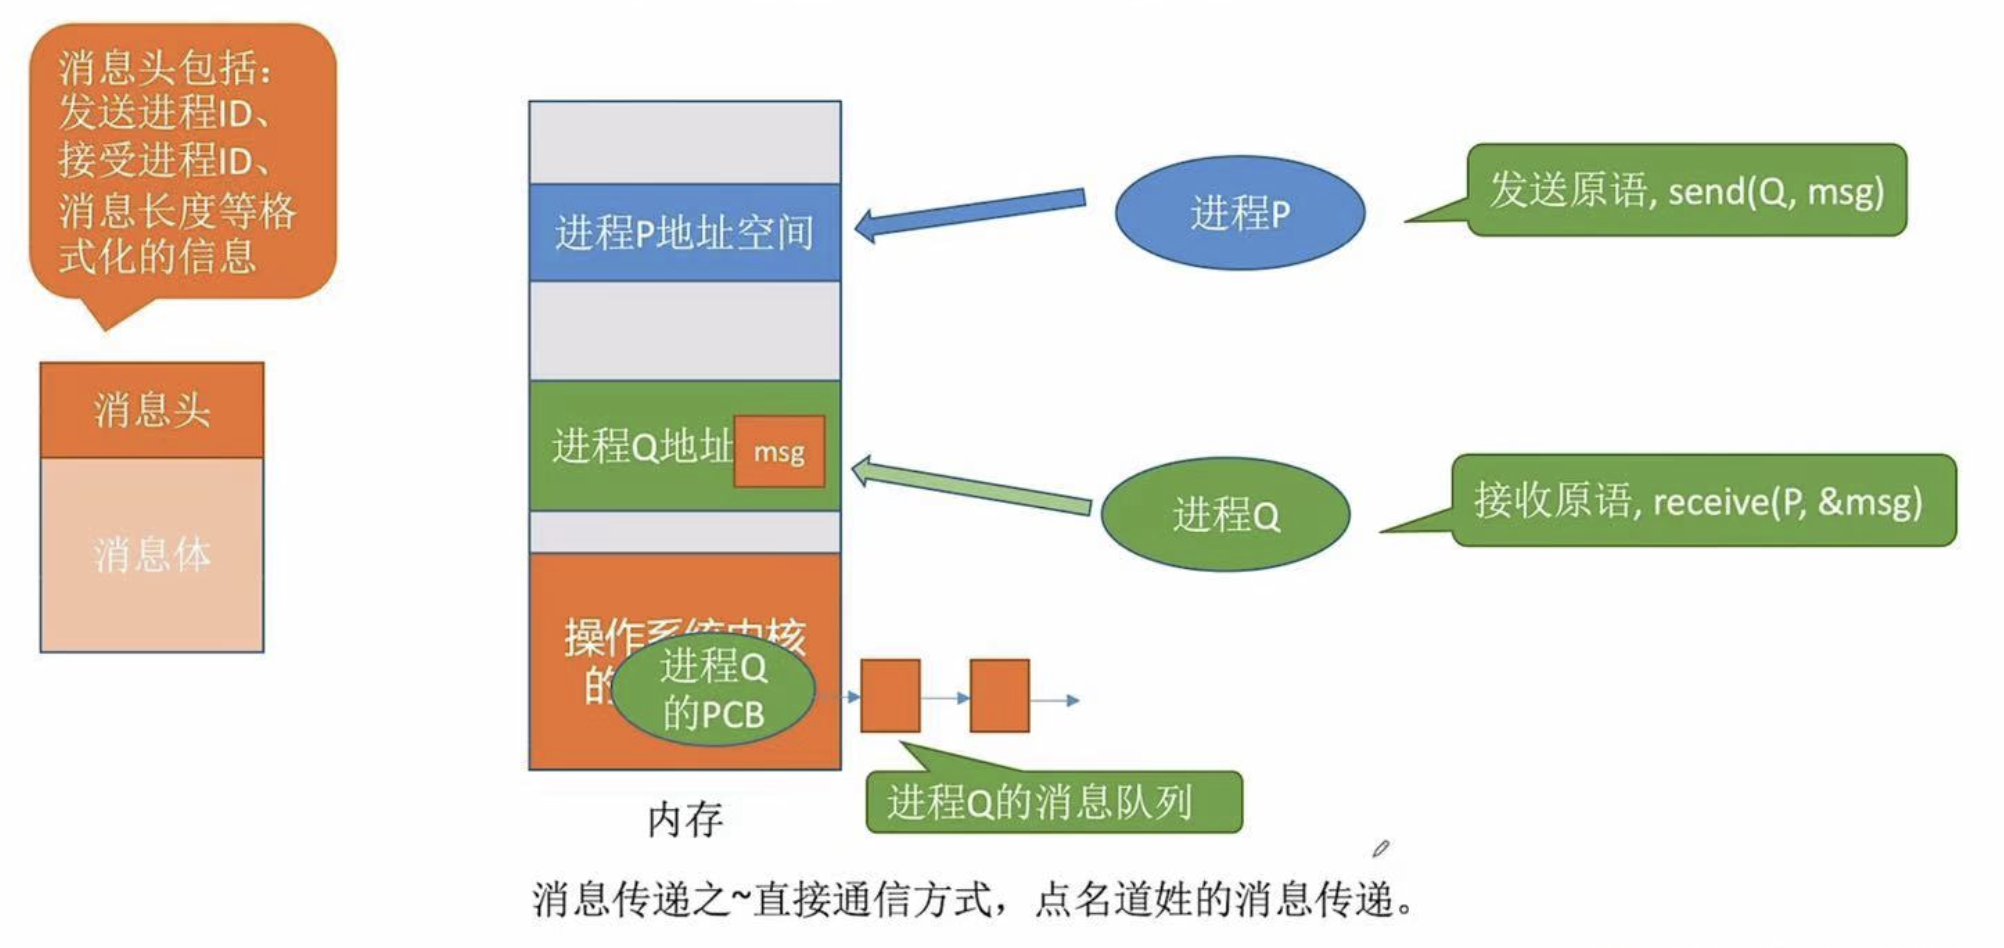 消息头包括：
发送进程ID、
接受进程ID、
消息长度等格
式化的信息
消息头
消息体
进程P地址空间
进程Q地址
msg
操作系统内核
的
进程Q
的PCB
内存
进程P
发送原语, send(Q, msg)
进程Q
接收原语, receive(P, &msg)
进程Q的消息队列
消息传递之~直接通信方式，点名道姓的消息传递。